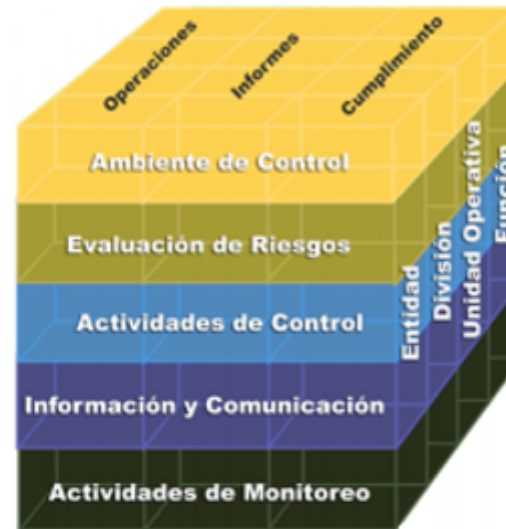 Operaciones
Informes
Cumplimiento
Ambiente de Control
Evaluación de Riesgos
Actividades de Control
Información y Comunicación
Actividades de Monitoreo
Entidad
División
Unidad Operativa
Función